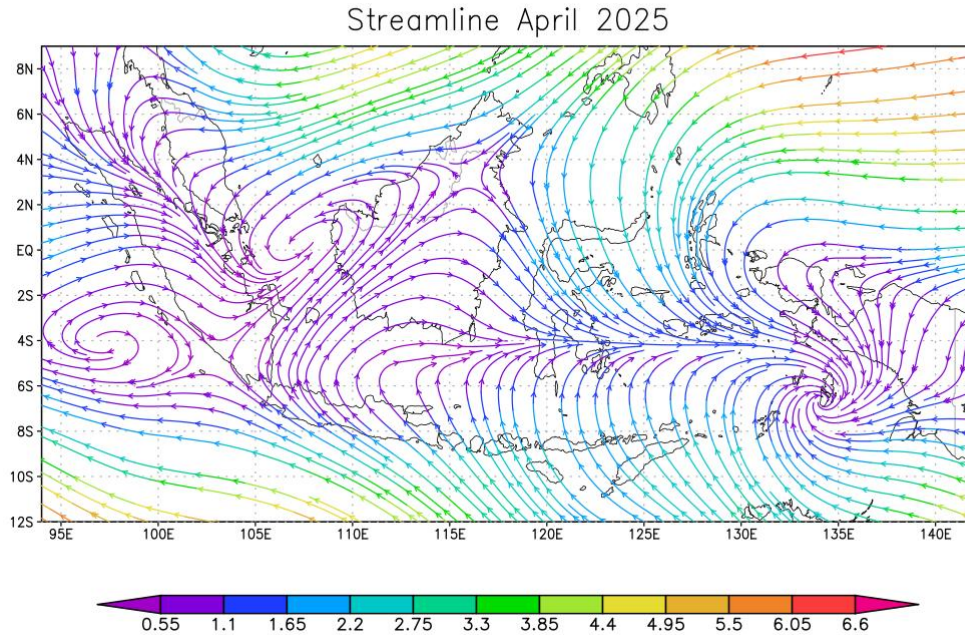 Streamline April 2025
8N
6N
4N
2N
EQ
2S
4S
6S
8S
10S
12S
95E 100E 105E 110E 115E 120E 125E 130E 135E 140E
0.55 1.1 1.65 2.2 2.75 3.3 3.85 4.4 4.95 5.5 6.05 6.6